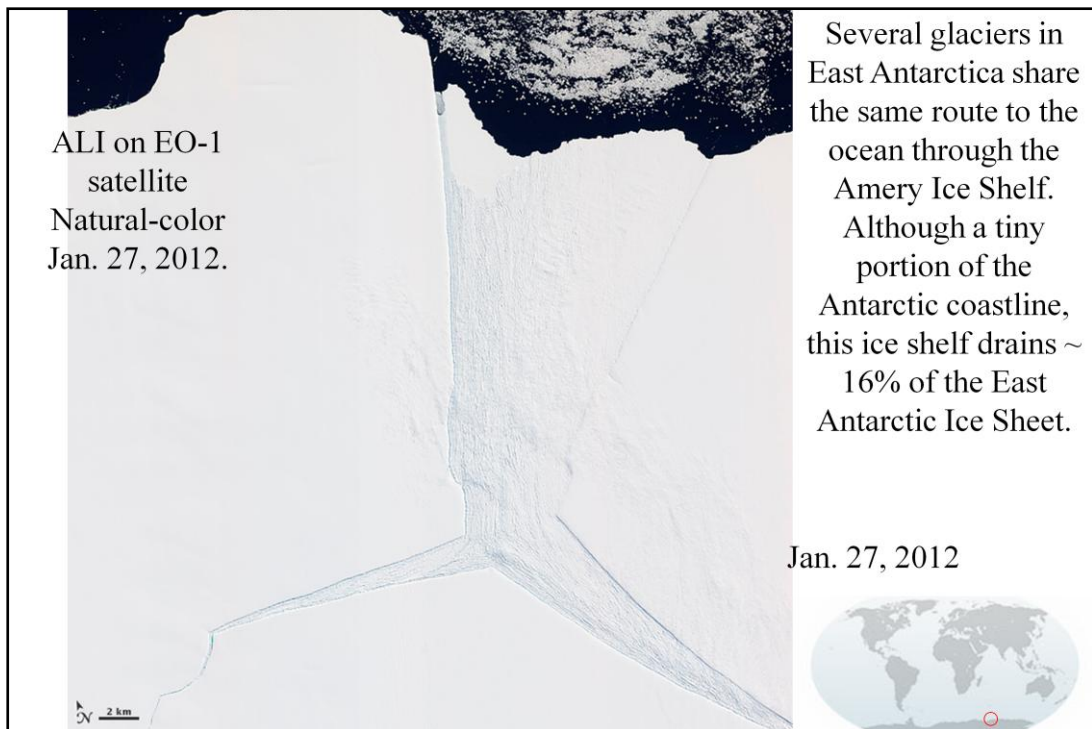 ALI on EO-1
satellite
Natural-color
Jan. 27, 2012.
Several glaciers in
East Antarctica share
the same route to the
ocean through the
Amery Ice Shelf.
Although a tiny
portion of the
Antarctic coastline,
this ice shelf drains ~
16% of the East
Antarctic Ice Sheet.
Jan. 27, 2012
N 2 km